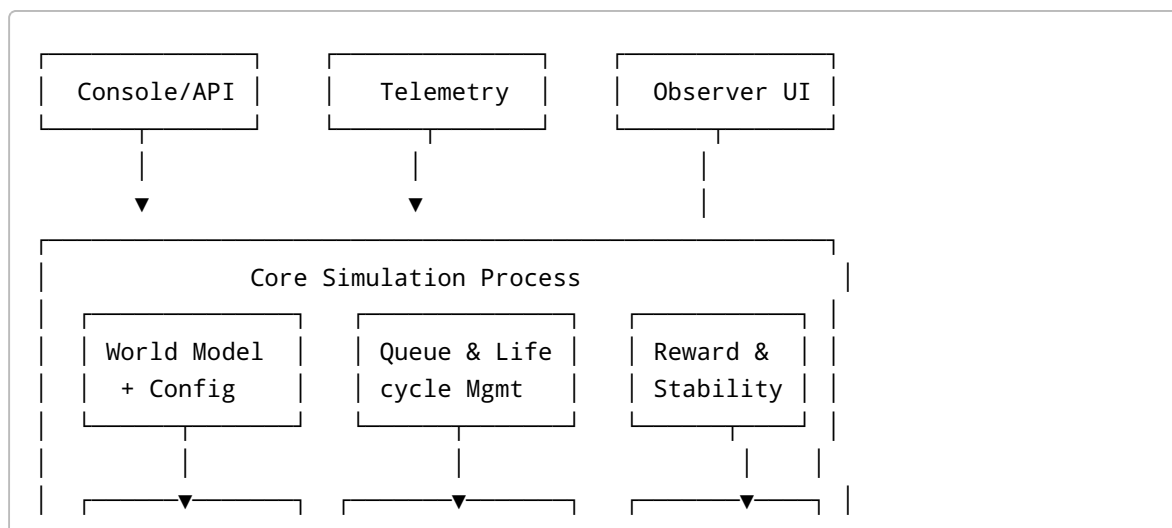 Console/API Telemetry Observer UI
Core Simulation Process
World Model Queue & Life Reward &
+ Config cycle Mgmt Stability